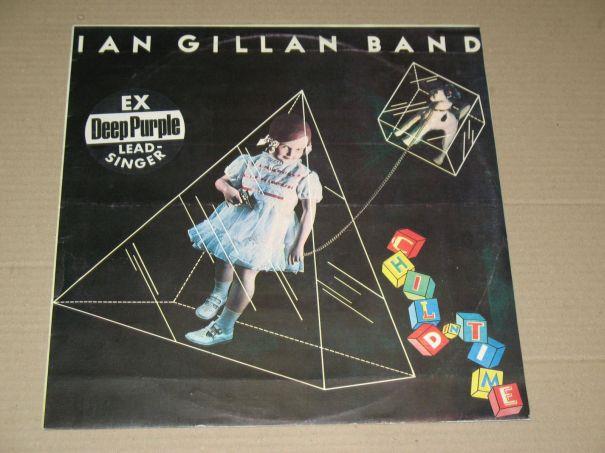 IAN GILLAN BAND
EX
Deep Purple
LEAD-
SINGER
CHILD
IN
TIME